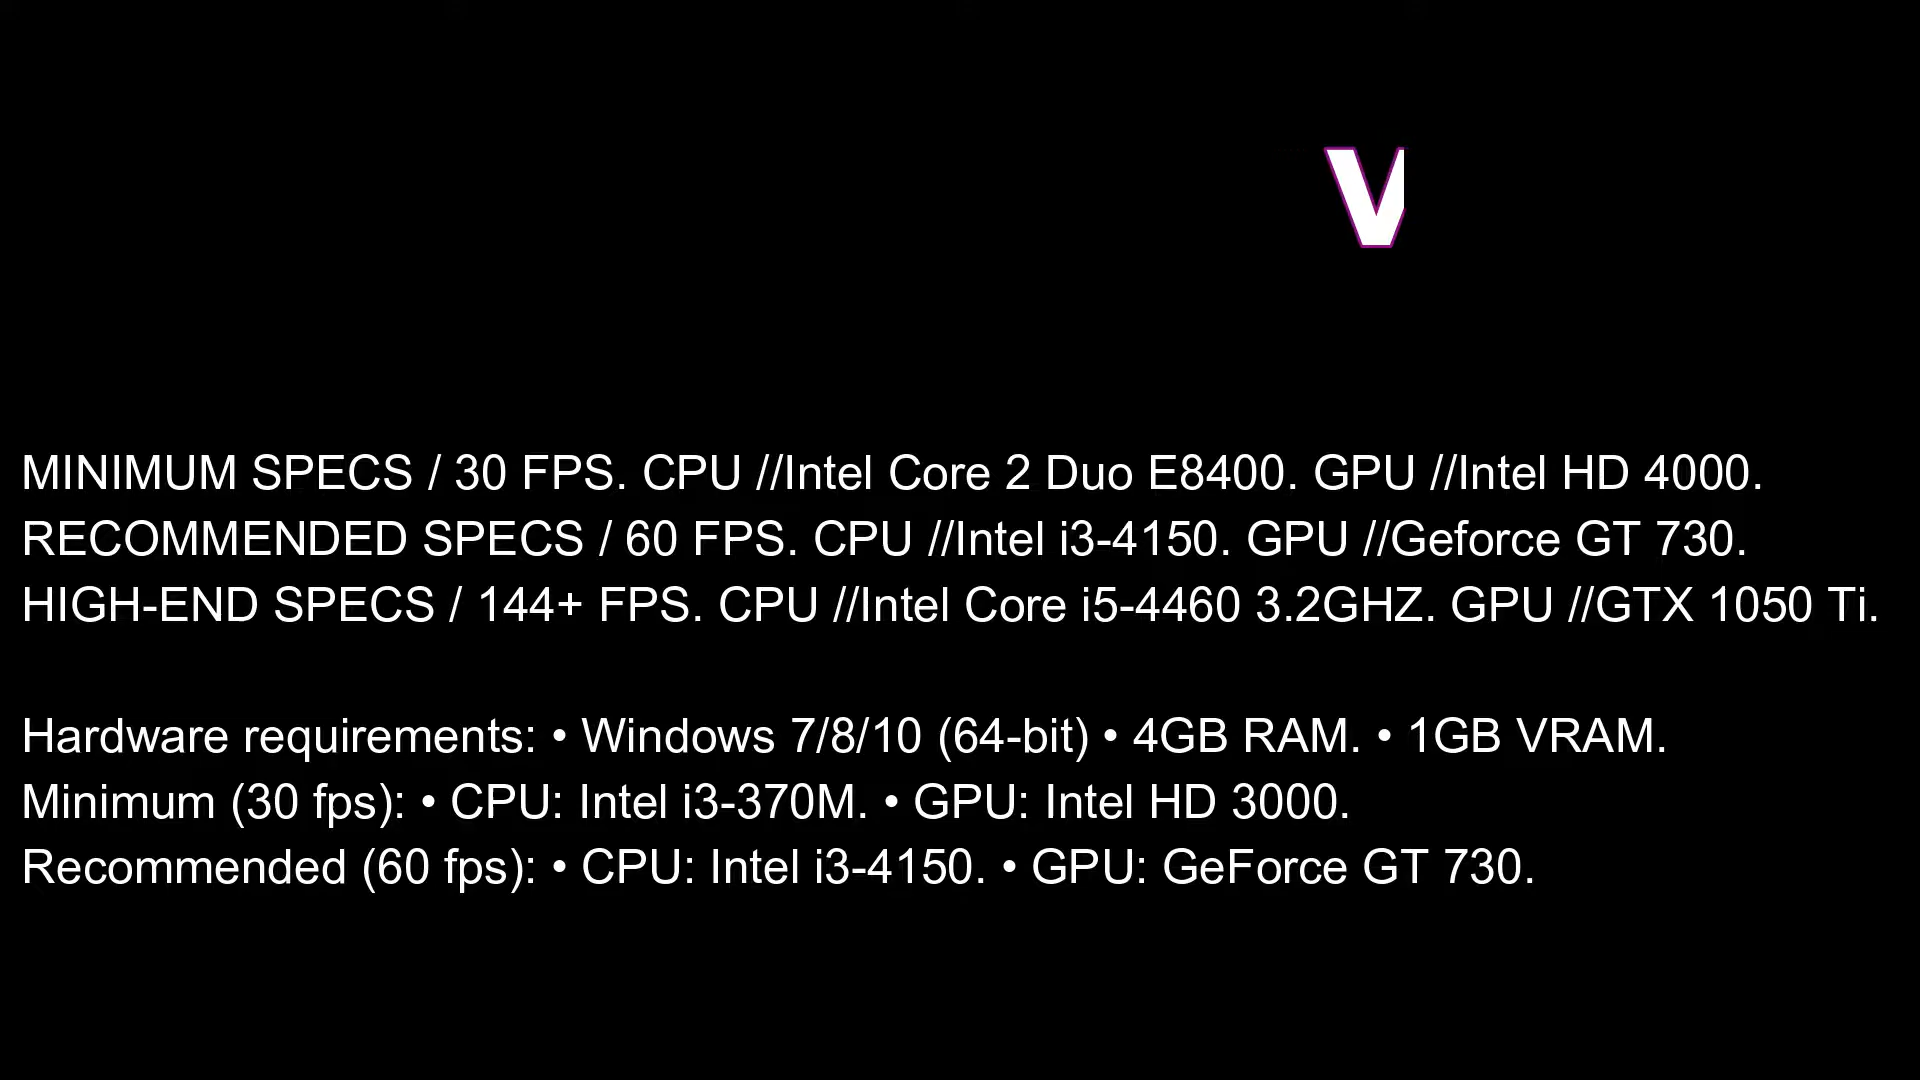 V
MINIMUM SPECS / 30 FPS. CPU //Intel Core 2 Duo E8400. GPU //Intel HD 4000.
RECOMMENDED SPECS / 60 FPS. CPU //Intel i3-4150. GPU //Geforce GT 730.
HIGH-END SPECS / 144+ FPS. CPU //Intel Core i5-4460 3.2GHZ. GPU //GTX 1050 Ti.
Hardware requirements: • Windows 7/8/10 (64-bit) • 4GB RAM. • 1GB VRAM.
Minimum (30 fps): • CPU: Intel i3-370M. • GPU: Intel HD 3000.
Recommended (60 fps): • CPU: Intel i3-4150. • GPU: GeForce GT 730.